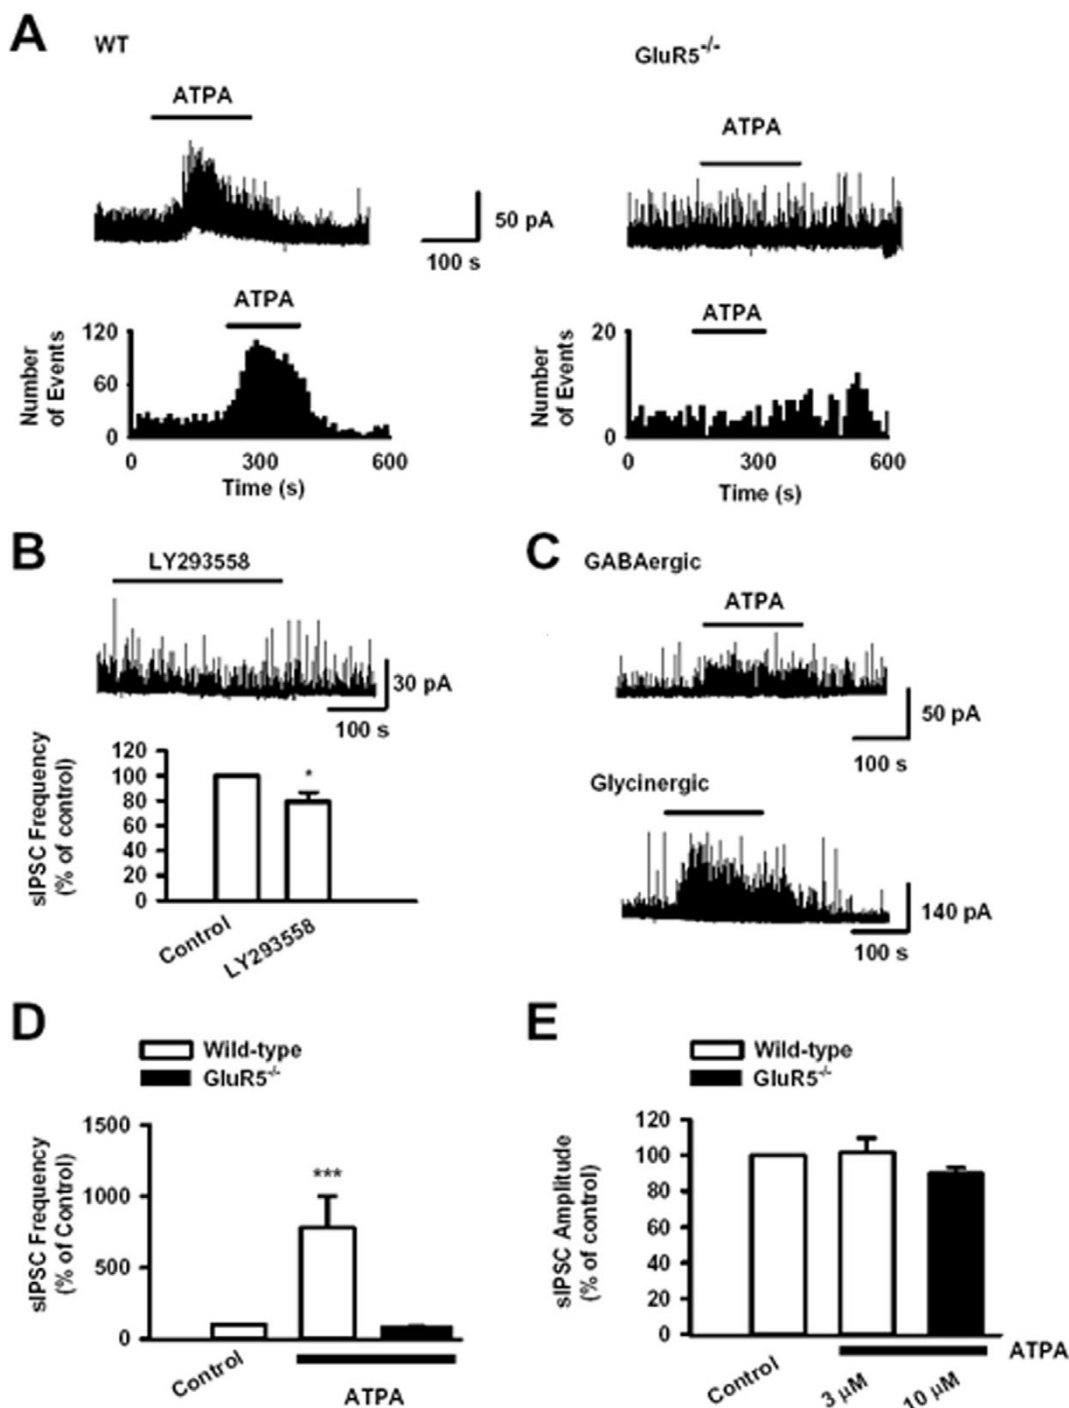 A
WT
GluR5-/-
ATPA
ATPA
50 pA
100 s
ATPA
ATPA
Number
of Events
120
60
0
0
300
600
Time (s)
Number
of Events
20
0
0
300
600
Time (s)
B
LY293558
30 pA
100 s
sIPSC Frequency
(% of control)
120
100
80
60
40
20
0
*
Control
LY293558
C
GABAergic
ATPA
50 pA
100 s
Glycinergic
140 pA
100 s
D
Wild-type
GluR5-/-
sIPSC Frequency
(% of Control)
1500
1000
500
0
***
Control
ATPA
E
Wild-type
GluR5-/-
sIPSC Amplitude
(% of control)
120
100
80
60
40
20
0
Control
3 μM
10 μM
ATPA